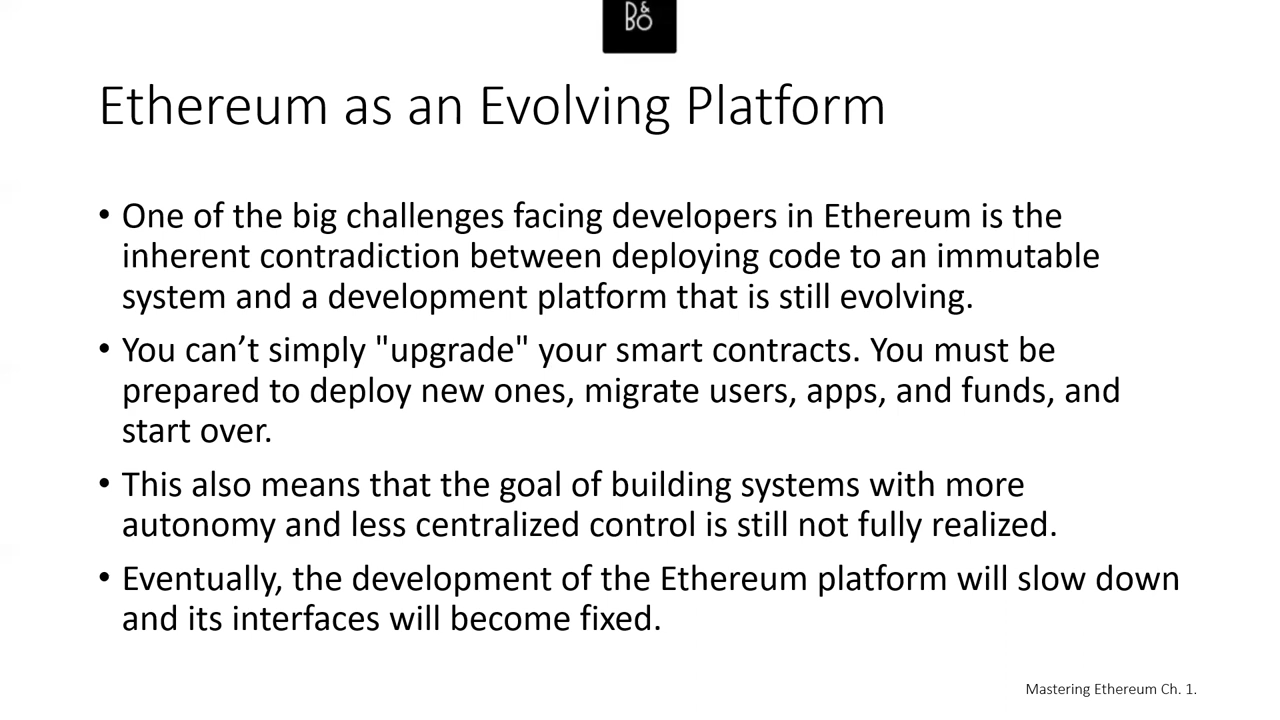 D&
BO
Ethereum as an Evolving Platform
• One of the big challenges facing developers in Ethereum is the
inherent contradiction between deploying code to an immutable
system and a development platform that is still evolving.
• You can’t simply "upgrade" your smart contracts. You must be
prepared to deploy new ones, migrate users, apps, and funds, and
start over.
• This also means that the goal of building systems with more
autonomy and less centralized control is still not fully realized.
• Eventually, the development of the Ethereum platform will slow down
and its interfaces will become fixed.
Mastering Ethereum Ch. 1.